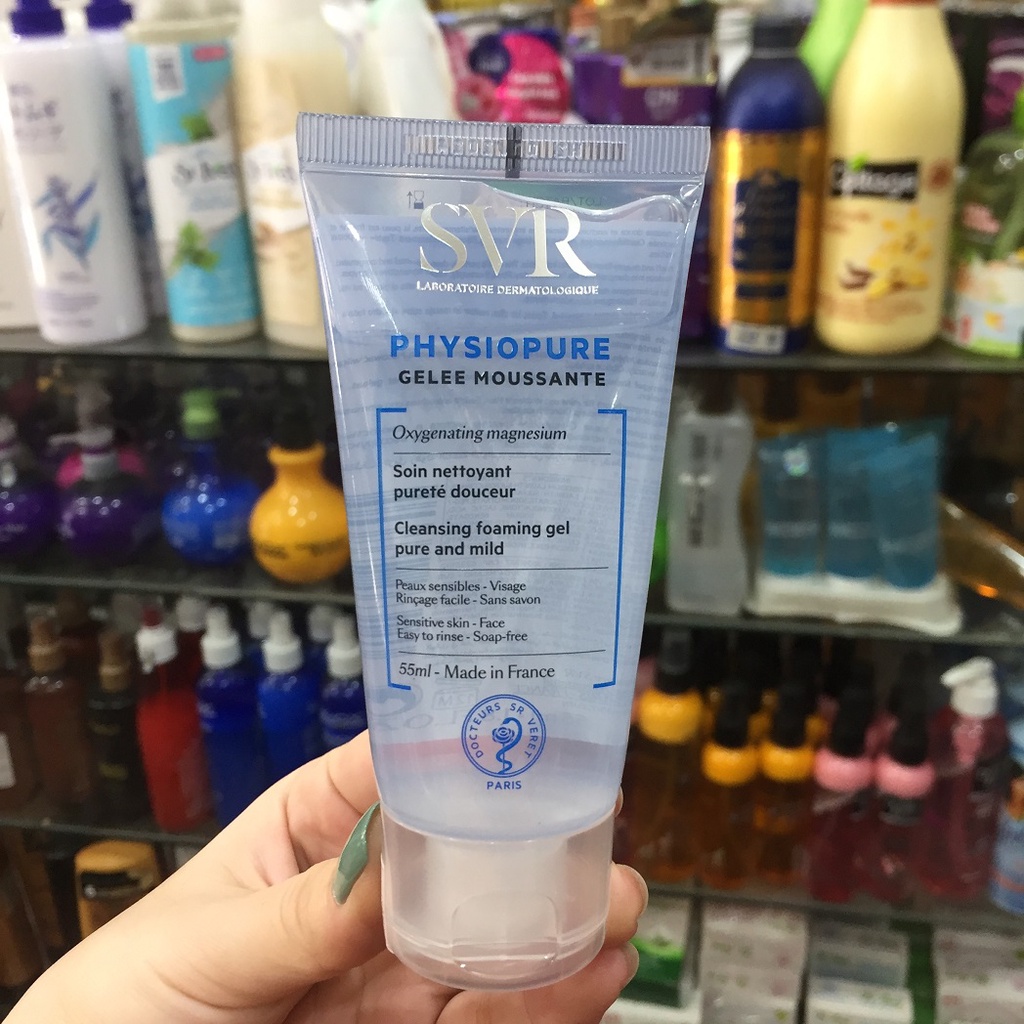 SVR
LABORATOIRE DERMATOLOGIQUE
PHYSIOPURE
GELEE MOUSSANTE
Oxygenating magnesium
Soin nettoyant
pureté douceur
Cleansing foaming gel
pure and mild
Peaux sensibles - Visage
Rinçage facile - Sans savon
Sensitive skin - Face
Easy to rinse - Soap-free
55ml - Made in France
DOCTEURS SR VERET
PARIS